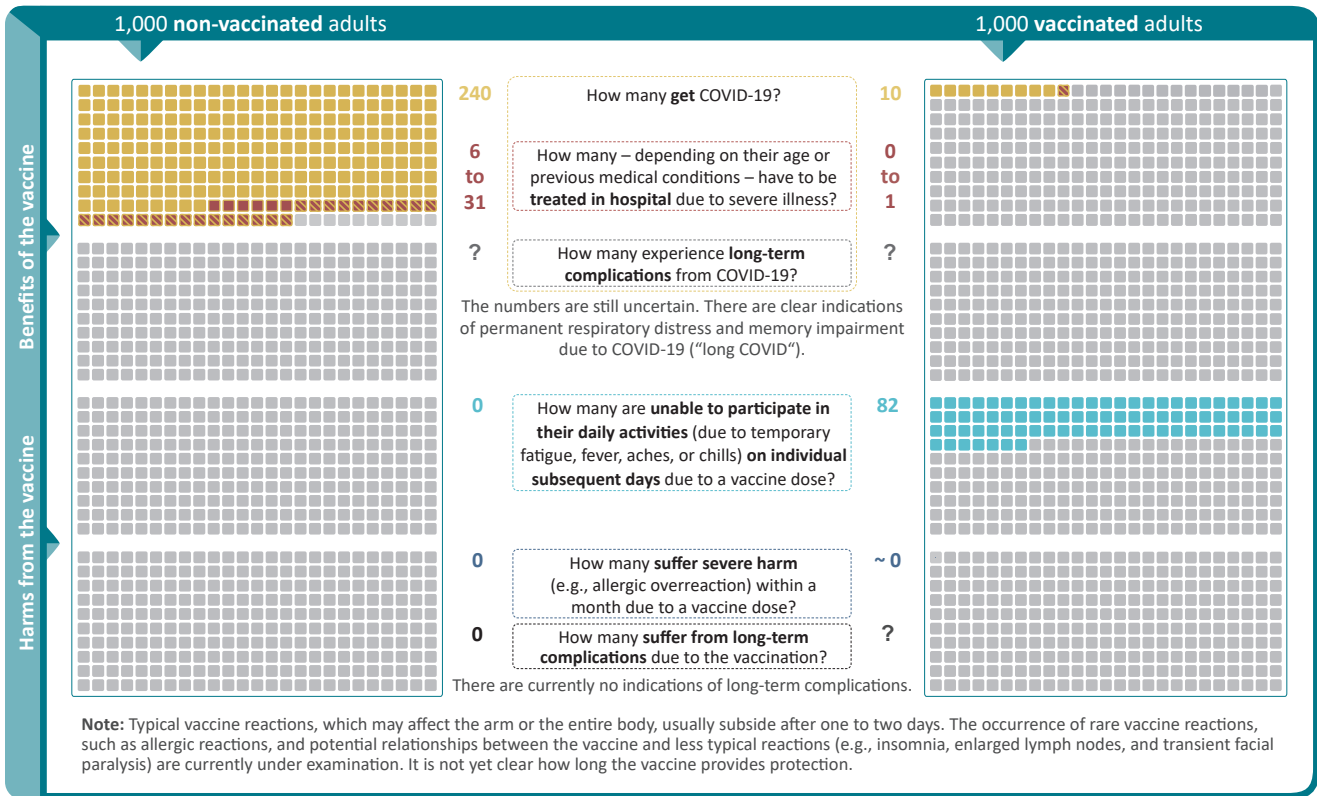 1,000 non-vaccinated adults
1,000 vaccinated adults
Benefits of the vaccine
240
How many get COVID-19?
10
6
to
31
How many – depending on their age or
previous medical conditions – have to be
treated in hospital due to severe illness?
0
to
1
?
How many experience long-term
complications from COVID-19?
?
The numbers are still uncertain. There are clear indications
of permanent respiratory distress and memory impairment
due to COVID-19 (“long COVID“).
Harms from the vaccine
0
How many are unable to participate in
their daily activities (due to temporary
fatigue, fever, aches, or chills) on individual
subsequent days due to a vaccine dose?
82
0
How many suffer severe harm
(e.g., allergic overreaction) within a
month due to a vaccine dose?
~ 0
0
How many suffer from long-term
complications due to the vaccination?
?
There are currently no indications of long-term complications.
Note: Typical vaccine reactions, which may affect the arm or the entire body, usually subside after one to two days. The occurrence of rare vaccine reactions,
such as allergic reactions, and potential relationships between the vaccine and less typical reactions (e.g., insomnia, enlarged lymph nodes, and transient facial
paralysis) are currently under examination. It is not yet clear how long the vaccine provides protection.